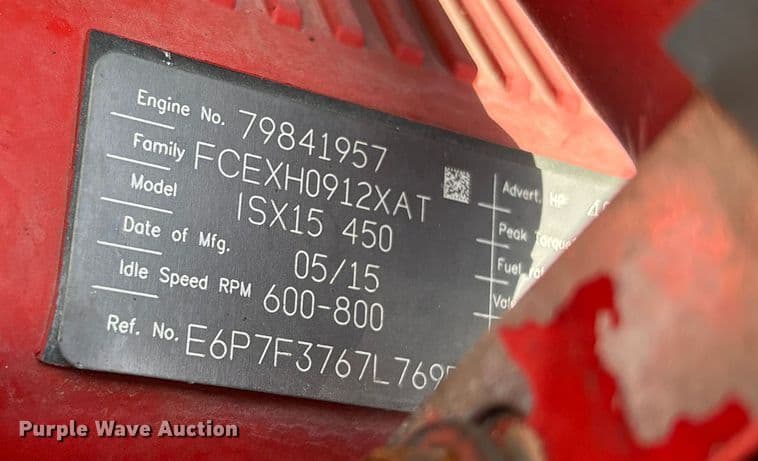 Engine No. 79841957
Family FCEXH0912XAT
Model ISX15 450
Date of Mfg. 05/15
Idle Speed RPM 600-800
Ref. No. E6P7F3767L769
Advert. HP
Peak Torque
Fuel
Purple Wave Auction